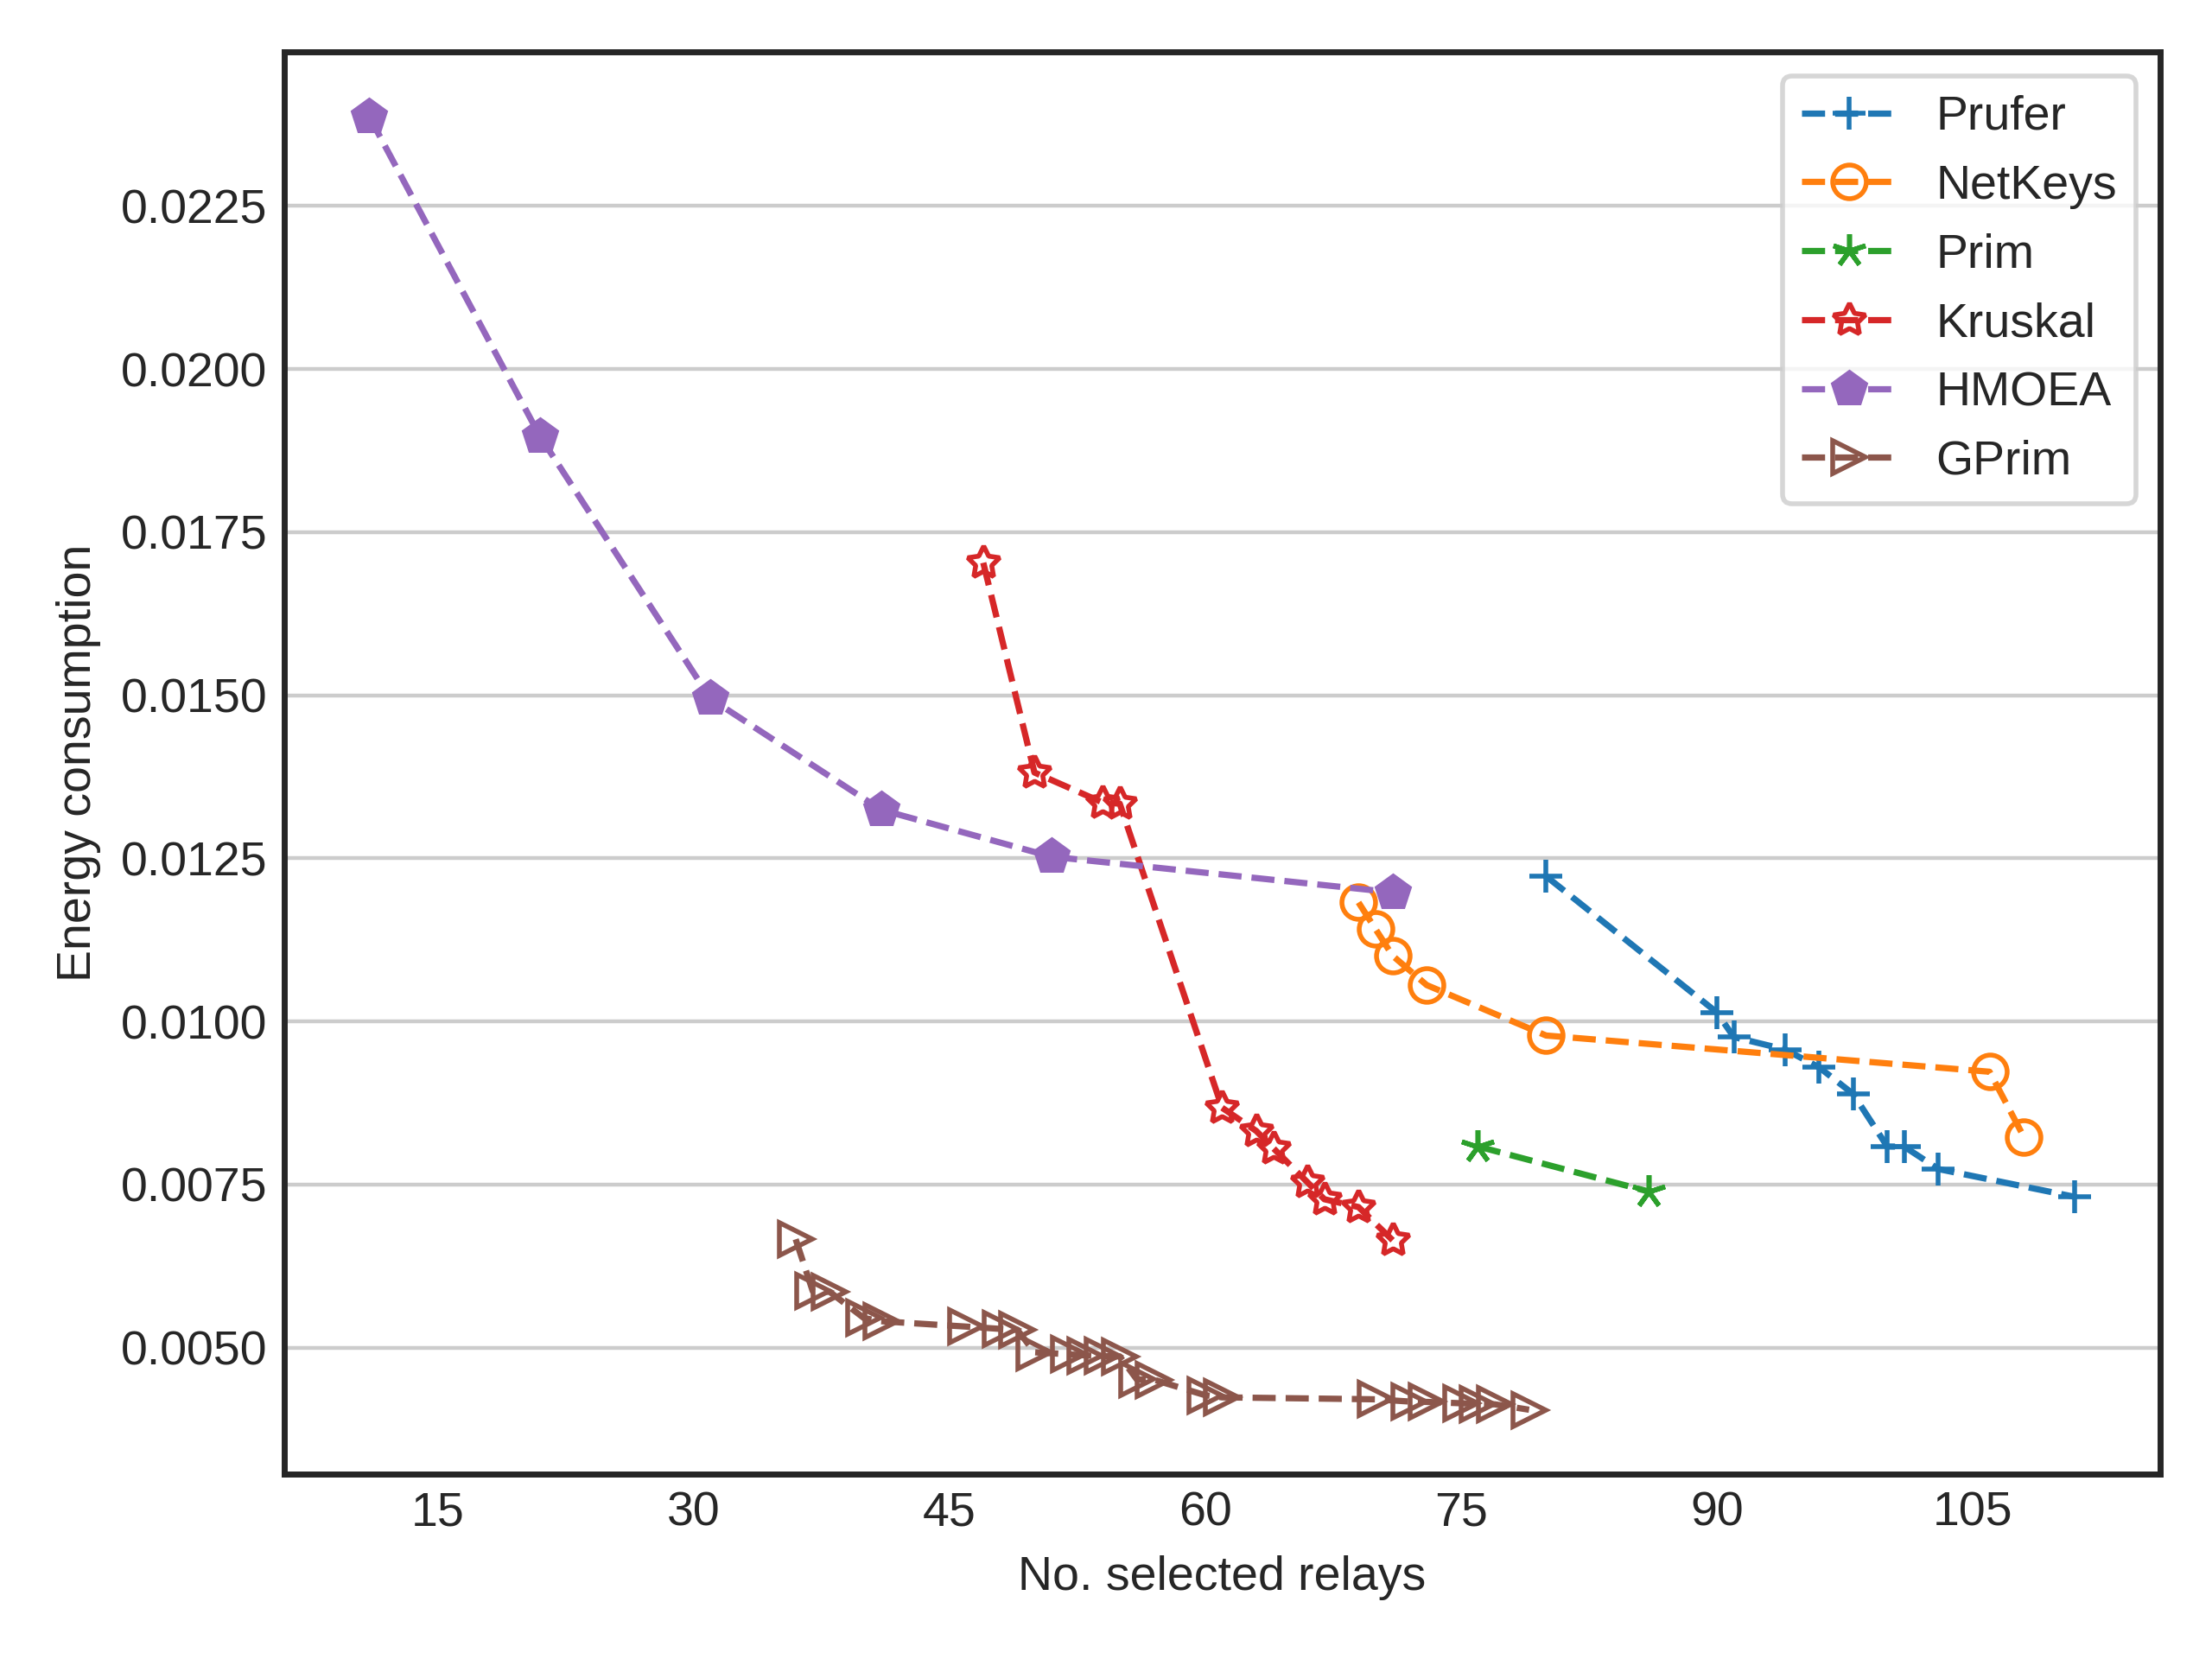 Prufer
NetKeys
Prim
Kruskal
HMOEA
GPrim
Energy consumption
0.0225
0.0200
0.0175
0.0150
0.0125
0.0100
0.0075
0.0050
15 30 45 60 75 90 105
No. selected relays